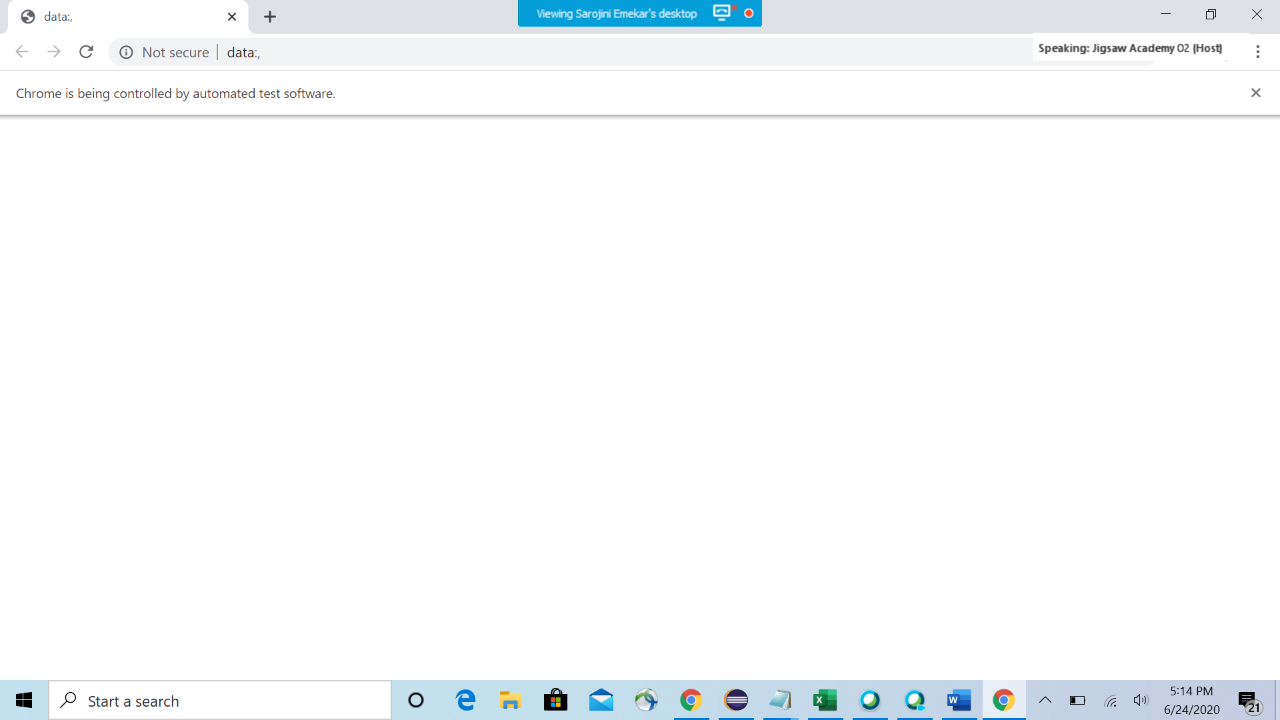 data:,
Viewing Sarojini Emekar's desktop
Not secure data:,
Speaking: Jigsaw Academy 02 (Host)
Chrome is being controlled by automated test software.
Start a search
5:14 PM
6/24/2020
21